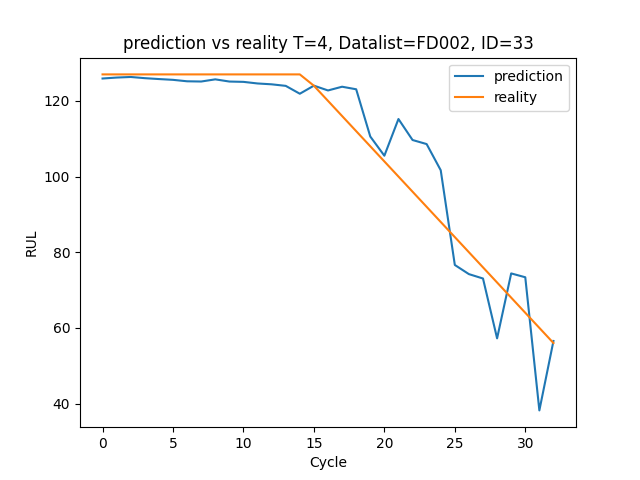 prediction vs reality T=4, Datalist=FD002, ID=33
prediction
reality
120
100
80
60
40
RUL
0 5 10 15 20 25 30
Cycle